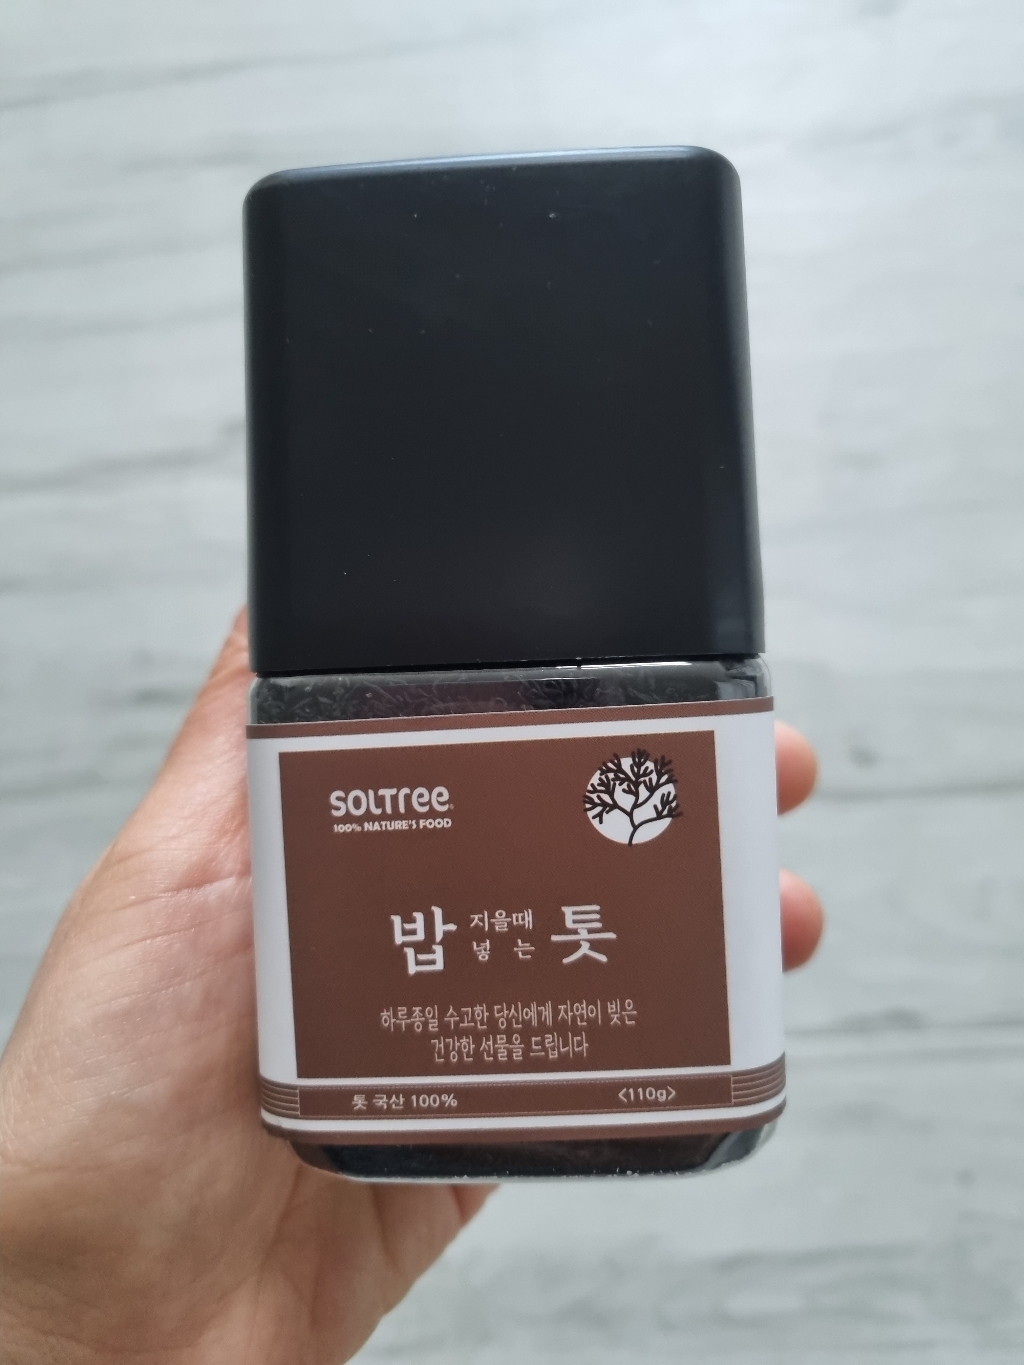 SOLTree
100% NATURE'S FOOD
밥 지을때 넣는 톳
하루종일 수고한 당신에게 자연이 빚은
건강한 선물을 드립니다
톳 국산 100% <110g>